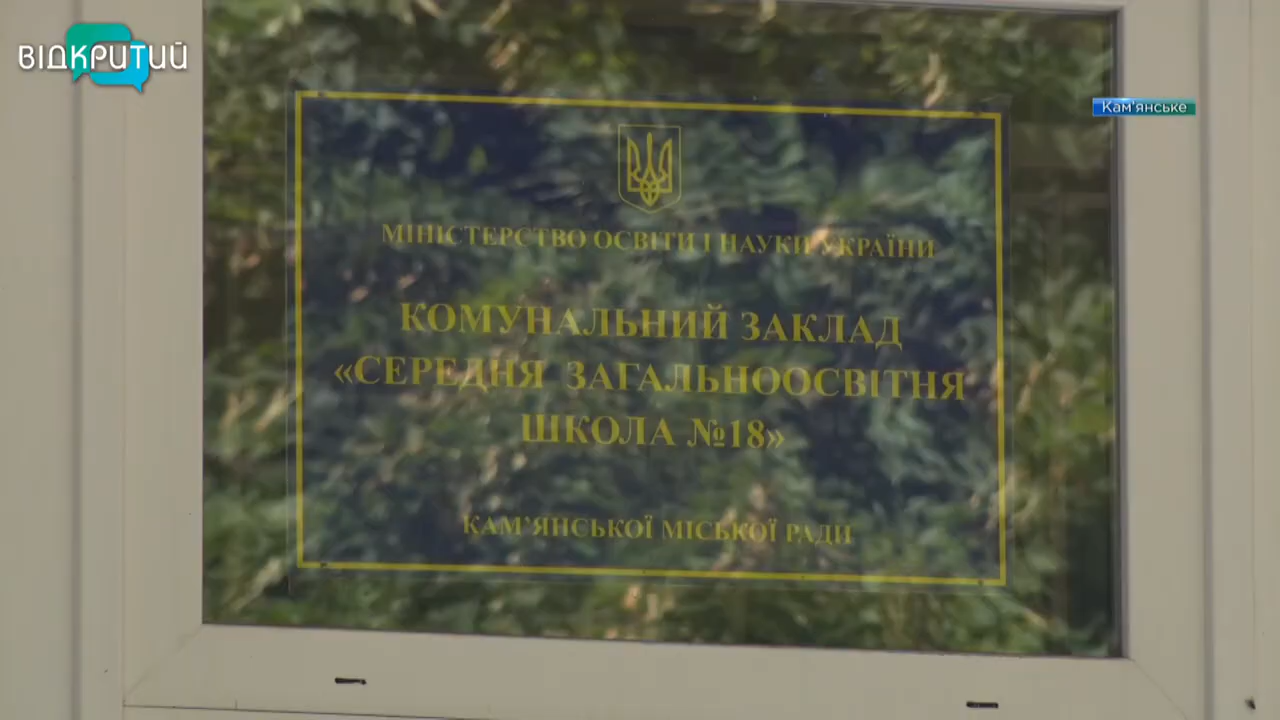 ВІДКРИТИЙ
Кам'янське
МІНІСТЕРСТВО ОСВІТИ І НАУКИ УКРАЇНИ
КОМУНАЛЬНИЙ ЗАКЛАД
«СЕРЕДНЯ ЗАГАЛЬНООСВІТНЯ
ШКОЛА №18»
КАМ'ЯНСЬКОЇ МІСЬКОЇ РАДИ